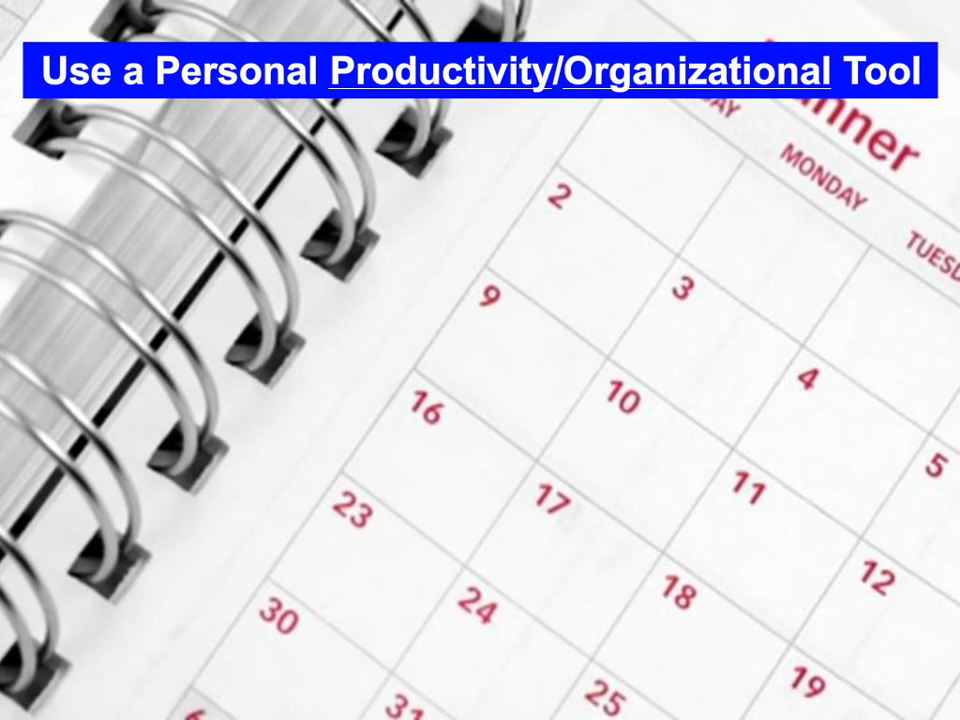 Use a Personal Productivity/Organizational Tool
nner
AY MONDAY TUESD
2 3 4 5
9 10 11 12
16 17 18 19
23 24 25
30 31